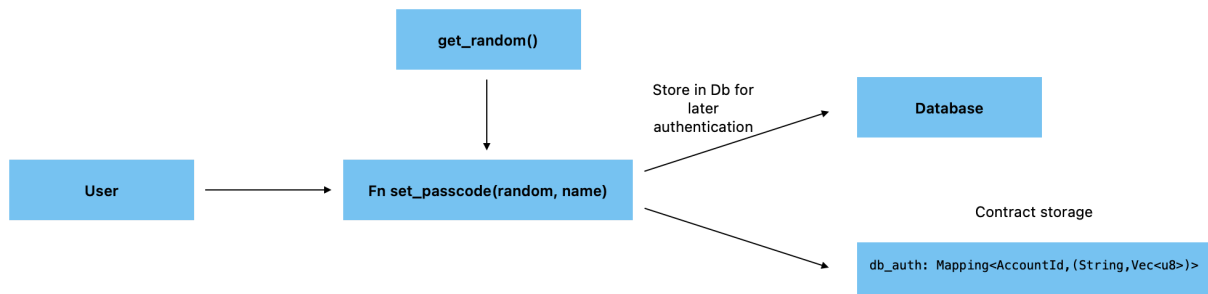 get_random()
Store in Db for
later
authentication
Database
User
Fn set_passcode(random, name)
Contract storage
db_auth: Mapping<AccountId,(String,Vec<u8>)>